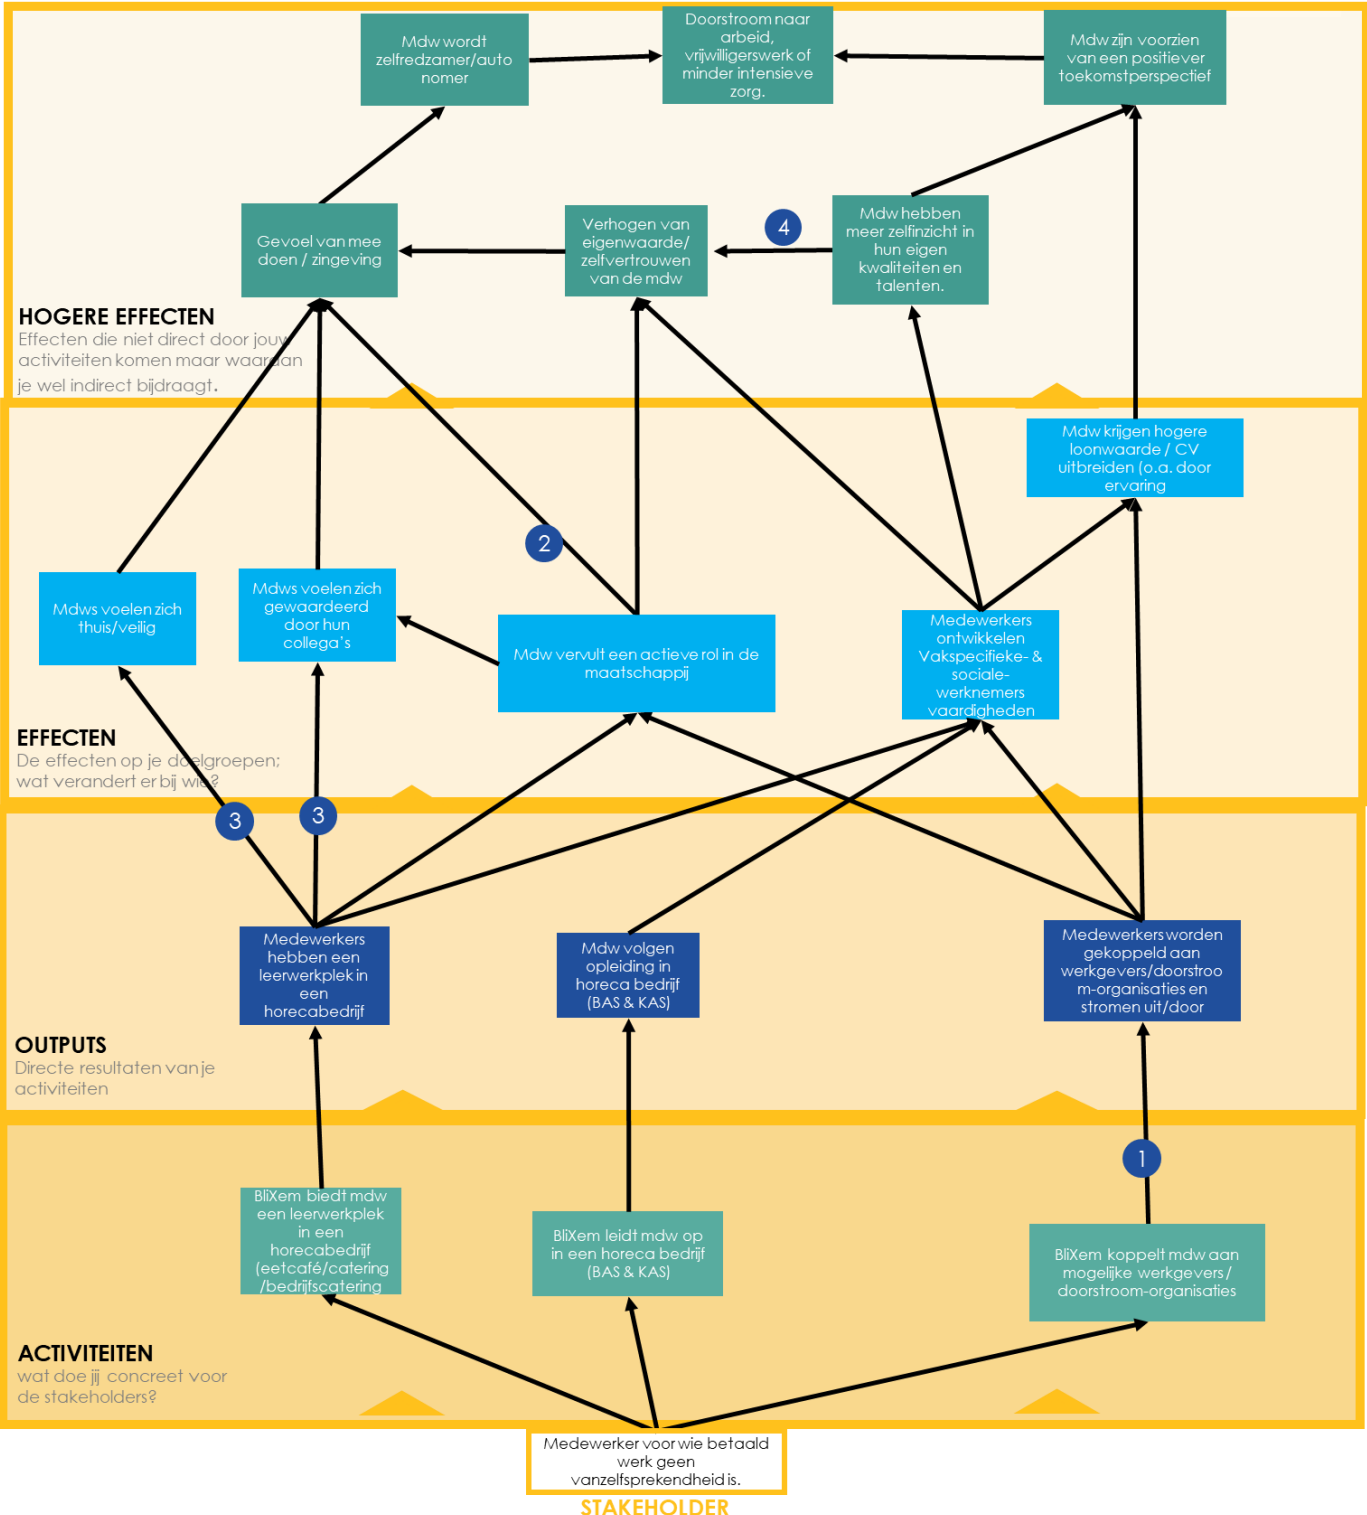 Mdw wordt
zelfredzamer/auto
nomer
Doorstroom naar
arbeid,
vrijwilligerswerk of
minder intensieve
zorg.
Mdw zijn voorzien
van een positiever
toekomstperspectief
Gevoel van mee
doen / zingeving
Verhogen van
eigenwaarde/
zelfvertrouwen
van de mdw
4
Mdw hebben
meer zelfinzicht in
hun eigen
kwaliteiten en
talenten.
HOGERE EFFECTEN
Effecten die niet direct door jouw
activiteiten komen maar waaraan
je wel indirect bijdraagt.
Mdw krijgen hogere
loonwaarde / CV
uitbreiden (o.a. door
ervaring
2
Mdws voelen zich
thuis/veilig
Mdws voelen zich
gewaardeerd
door hun
collega's
Mdw vervult een actieve rol in de
maatschappij
Medewerkers
ontwikkelen
Vakspecifieke- &
sociale-
werknemers
vaardigheden
EFFECTEN
De effecten op je doelgroepen;
wat verandert er bij wie?
3
3
Medewerkers
hebben een
leerwerkplek in
een
horecabedrijf
Mdw volgen
opleiding in
horeca bedrijf
(BAS & KAS)
Medewerkers worden
gekoppeld aan
werkgevers/doorstroo
m-organisaties en
stromen uit/door
OUTPUTS
Directe resultaten van je
activiteiten
1
BliXem biedt mdw
een leerwerkplek
in een
horecabedrijf
(eetcafé/catering
/bedrijfscatering
BliXem leidt mdw op
in een horeca bedrijf
(BAS & KAS)
BliXem koppelt mdw aan
mogelijke werkgevers/
doorstroom-organisaties
ACTIVITEITEN
wat doe jij concreet voor
de stakeholders?
Medewerker voor wie betaald
werk geen
vanzelfsprekendheid is.
STAKEHOLDER